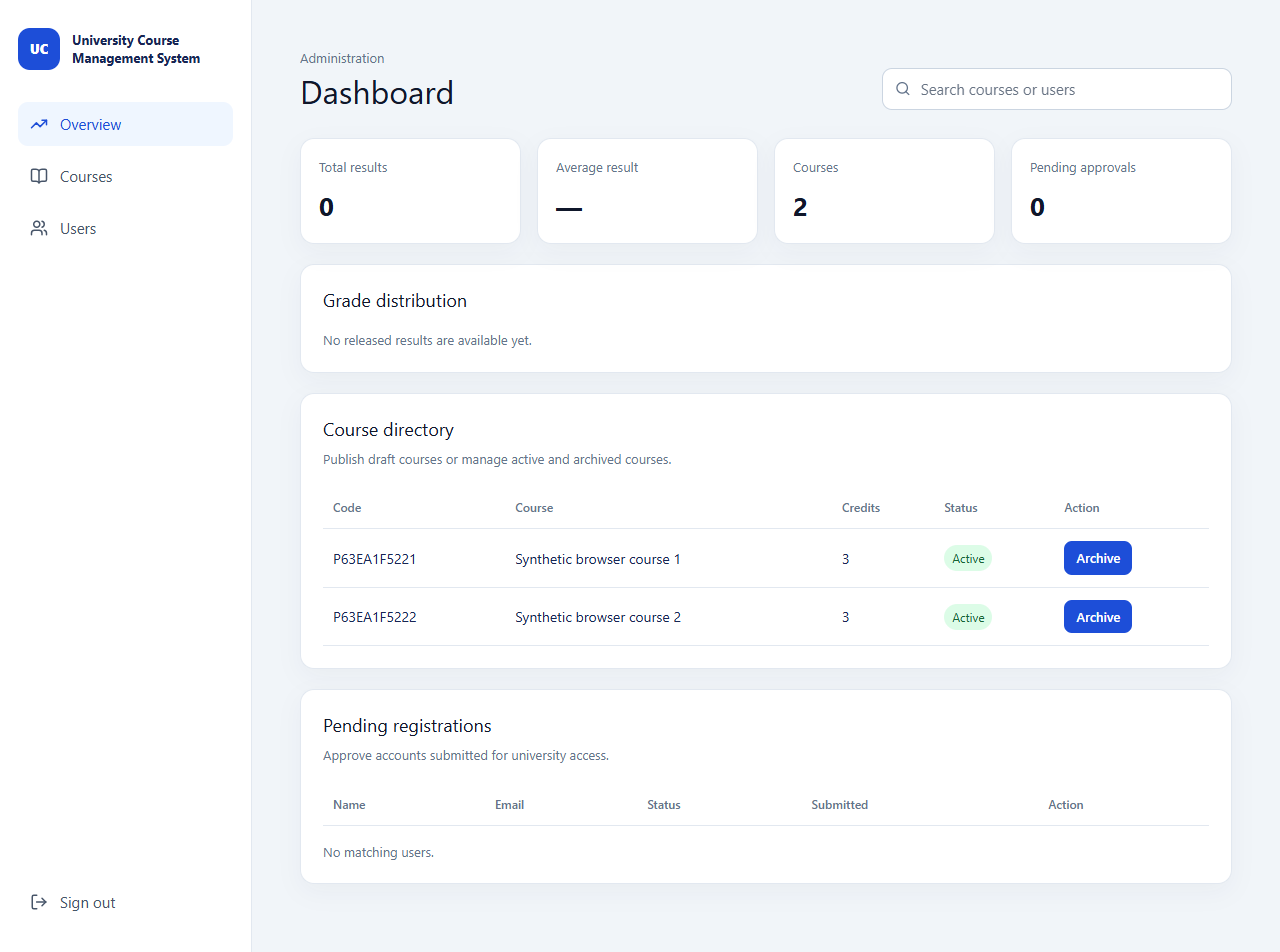 UC
University Course
Management System
Overview
Courses
Users
Sign out
Administration
Dashboard
Search courses or users
Total results
0
Average result
—
Courses
2
Pending approvals
0
Grade distribution
No released results are available yet.
Course directory
Publish draft courses or manage active and archived courses.
Code Course Credits Status Action
P63EA1F5221 Synthetic browser course 1 3 Active Archive
P63EA1F5222 Synthetic browser course 2 3 Active Archive
Pending registrations
Approve accounts submitted for university access.
Name Email Status Submitted Action
No matching users.